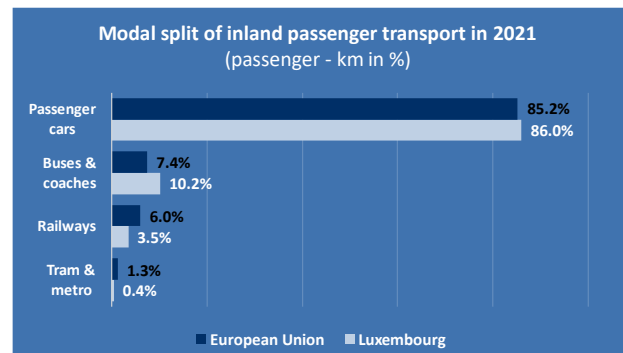 Modal split of inland passenger transport in 2021
(passenger - km in %)
Passenger
cars
85.2%
86.0%
Buses &
coaches
7.4%
10.2%
Railways
6.0%
3.5%
Tram &
metro
1.3%
0.4%
European Union
Luxembourg